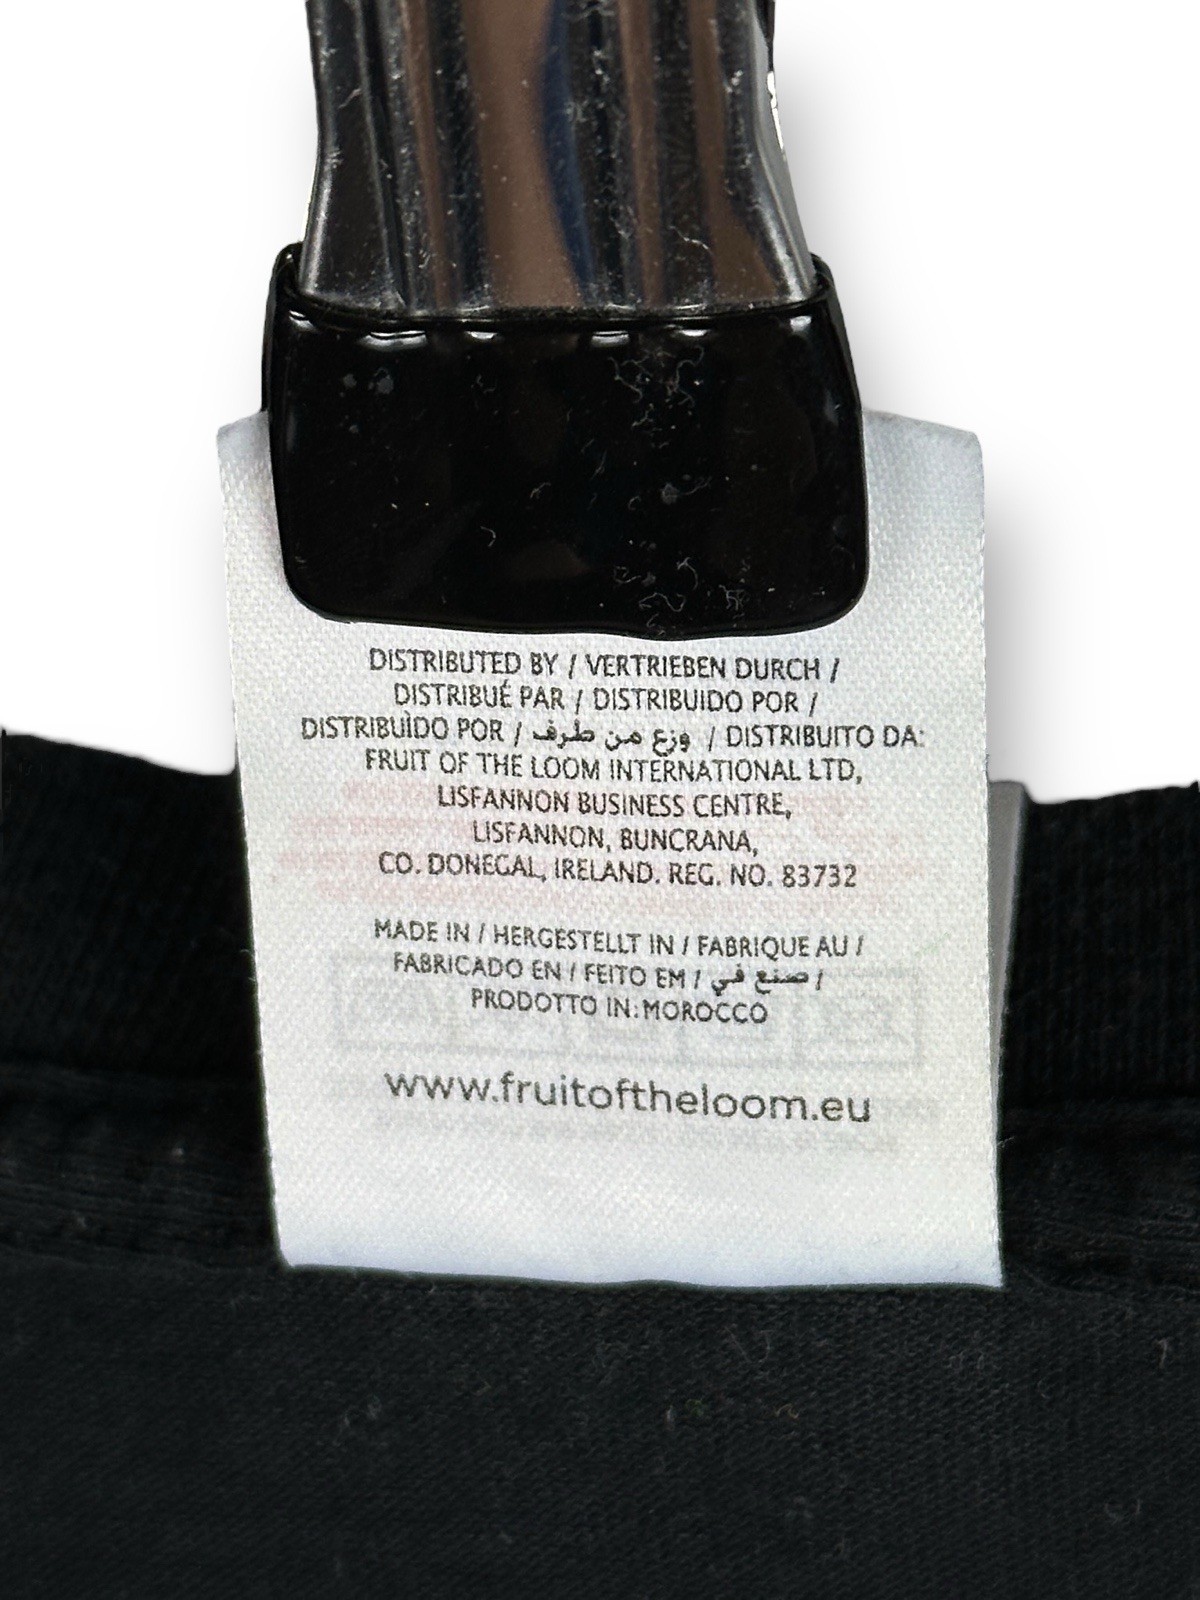 DISTRIBUTED BY / VERTRIEBEN DURCH /
DISTRIBUÉ PAR / DISTRIBUIDO POR /
DISTRIBUÌDO POR / وزع من طرف / DISTRIBUITO DA:
FRUIT OF THE LOOM INTERNATIONAL LTD,
LISFANNON BUSINESS CENTRE,
LISFANNON, BUNCRANA,
CO. DONEGAL, IRELAND. REG. NO. 83732
MADE IN / HERGESTELLT IN / FABRIQUE AU /
FABRICADO EN / FEITO EM / صنع في /
PRODOTTO IN: MOROCCO
www.fruitoftheloom.eu